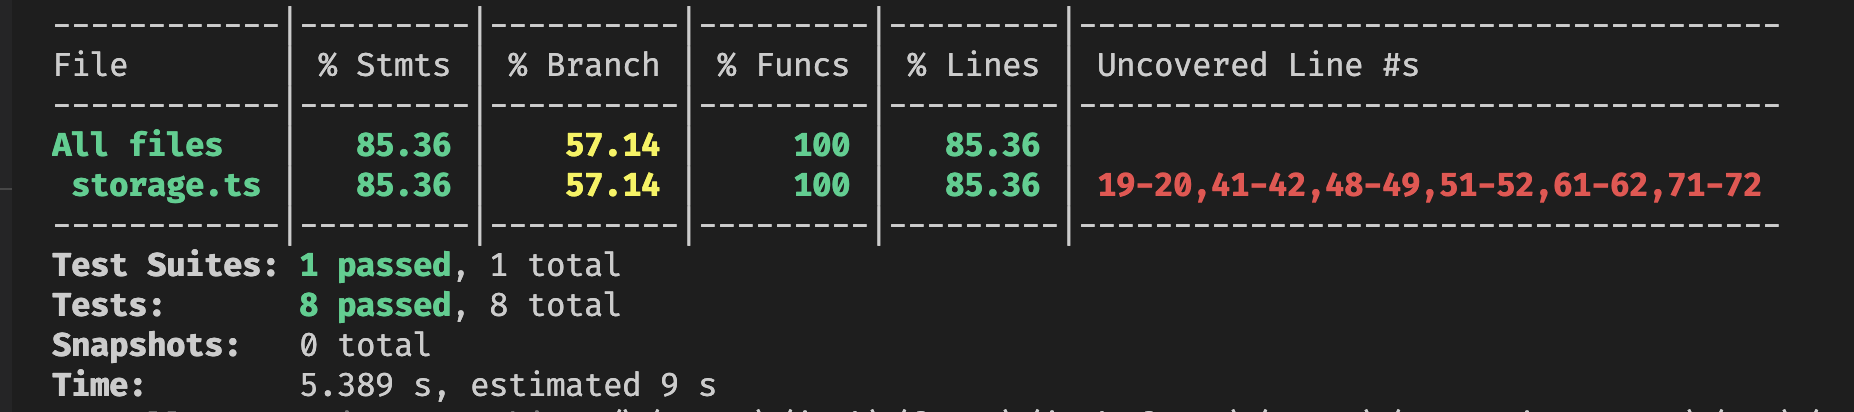 ------------|---------|----------|---------|---------|-------------------------------------
File        | % Stmts | % Branch | % Funcs | % Lines | Uncovered Line #s
------------|---------|----------|---------|---------|-------------------------------------
All files   |   85.36 |    57.14 |     100 |   85.36 |
 storage.ts |   85.36 |    57.14 |     100 |   85.36 | 19-20,41-42,48-49,51-52,61-62,71-72
------------|---------|----------|---------|---------|-------------------------------------
Test Suites: 1 passed, 1 total
Tests:       8 passed, 8 total
Snapshots:   0 total
Time:        5.389 s, estimated 9 s